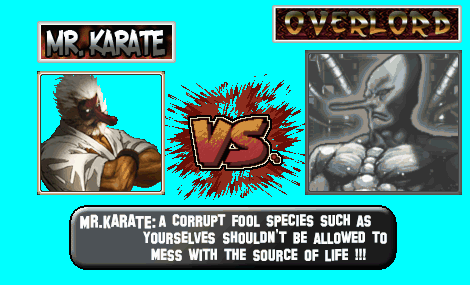 OVERLORD
MR. KARATE
VS.
MR.KARATE: A CORRUPT FOOL SPECIES SUCH AS
YOURSELVES SHOULDN'T BE ALLOWED TO
MESS WITH THE SOURCE OF LIFE !!!